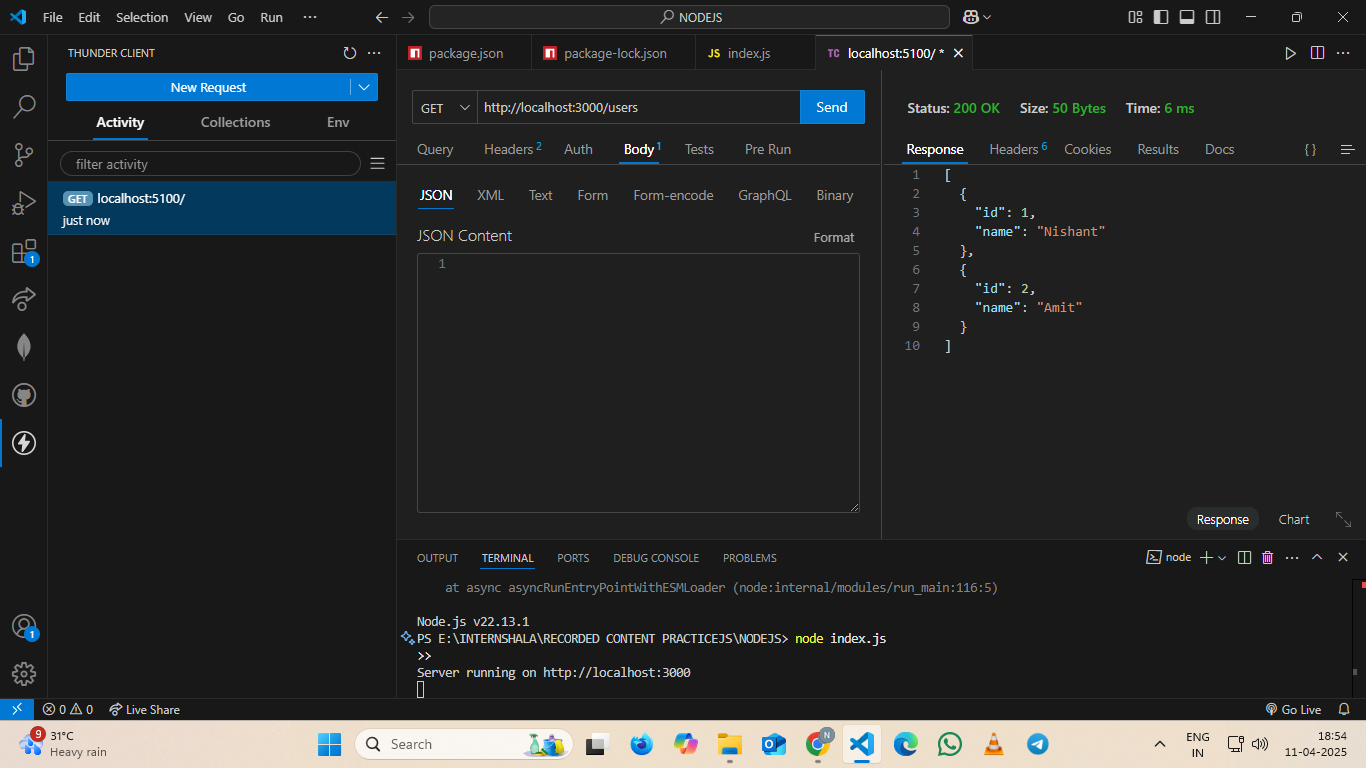 File Edit Selection View Go Run ··· NODEJS
THUNDER CLIENT
New Request
Activity Collections Env
filter activity
GET localhost:5100/
just now
package.json package-lock.json JS index.js TC localhost:5100/ *
GET http://localhost:3000/users Send
Query Headers 2 Auth Body 1 Tests Pre Run
JSON XML Text Form Form-encode GraphQL Binary
JSON Content Format
1
Status: 200 OK Size: 50 Bytes Time: 6 ms
Response Headers 6 Cookies Results Docs { }
1 [
2 {
3 "id": 1,
4 "name": "Nishant"
5 },
6 {
7 "id": 2,
8 "name": "Amit"
9 }
10 ]
Response Chart
OUTPUT TERMINAL PORTS DEBUG CONSOLE PROBLEMS node
at async asyncRunEntryPointWithESMLoader (node:internal/modules/run_main:116:5)
Node.js v22.13.1
PS E:\INTERNSHALA\RECORDED CONTENT PRACTICEJS\NODEJS> node index.js
>>
Server running on http://localhost:3000
1
1
0 0 Live Share Go Live
9 31°C
Heavy rain
Search
N
ENG
IN
18:54
11-04-2025